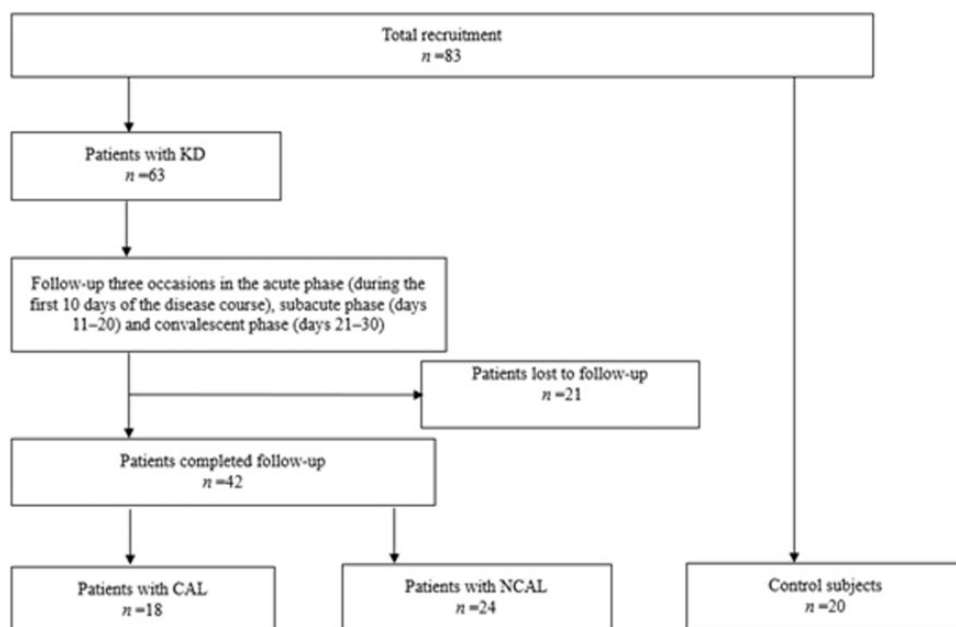 Total recruitment
n =83
Patients with KD
n =63
Follow-up three occasions in the acute phase (during the
first 10 days of the disease course), subacute phase (days
11–20) and convalescent phase (days 21–30)
Patients lost to follow-up
n =21
Patients completed follow-up
n =42
Patients with CAL
n =18
Patients with NCAL
n =24
Control subjects
n =20